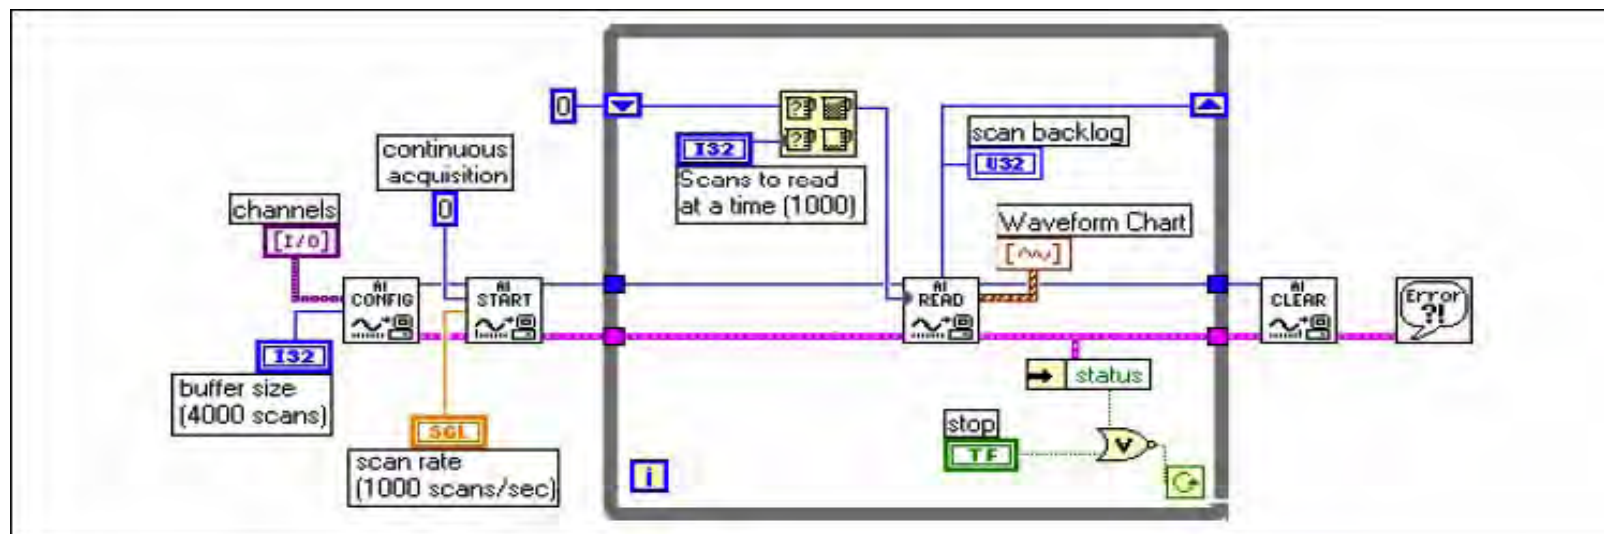 0
continuous
acquisition
0
channels
[I/O]
I32
Scans to read
at a time (1000)
scan backlog
U32
Waveform Chart
AI
CONFIG
AI
START
AI
READ
AI
CLEAR
Error
?!
I32
buffer size
(4000 scans)
SGL
scan rate
(1000 scans/sec)
status
stop
TF
V
i